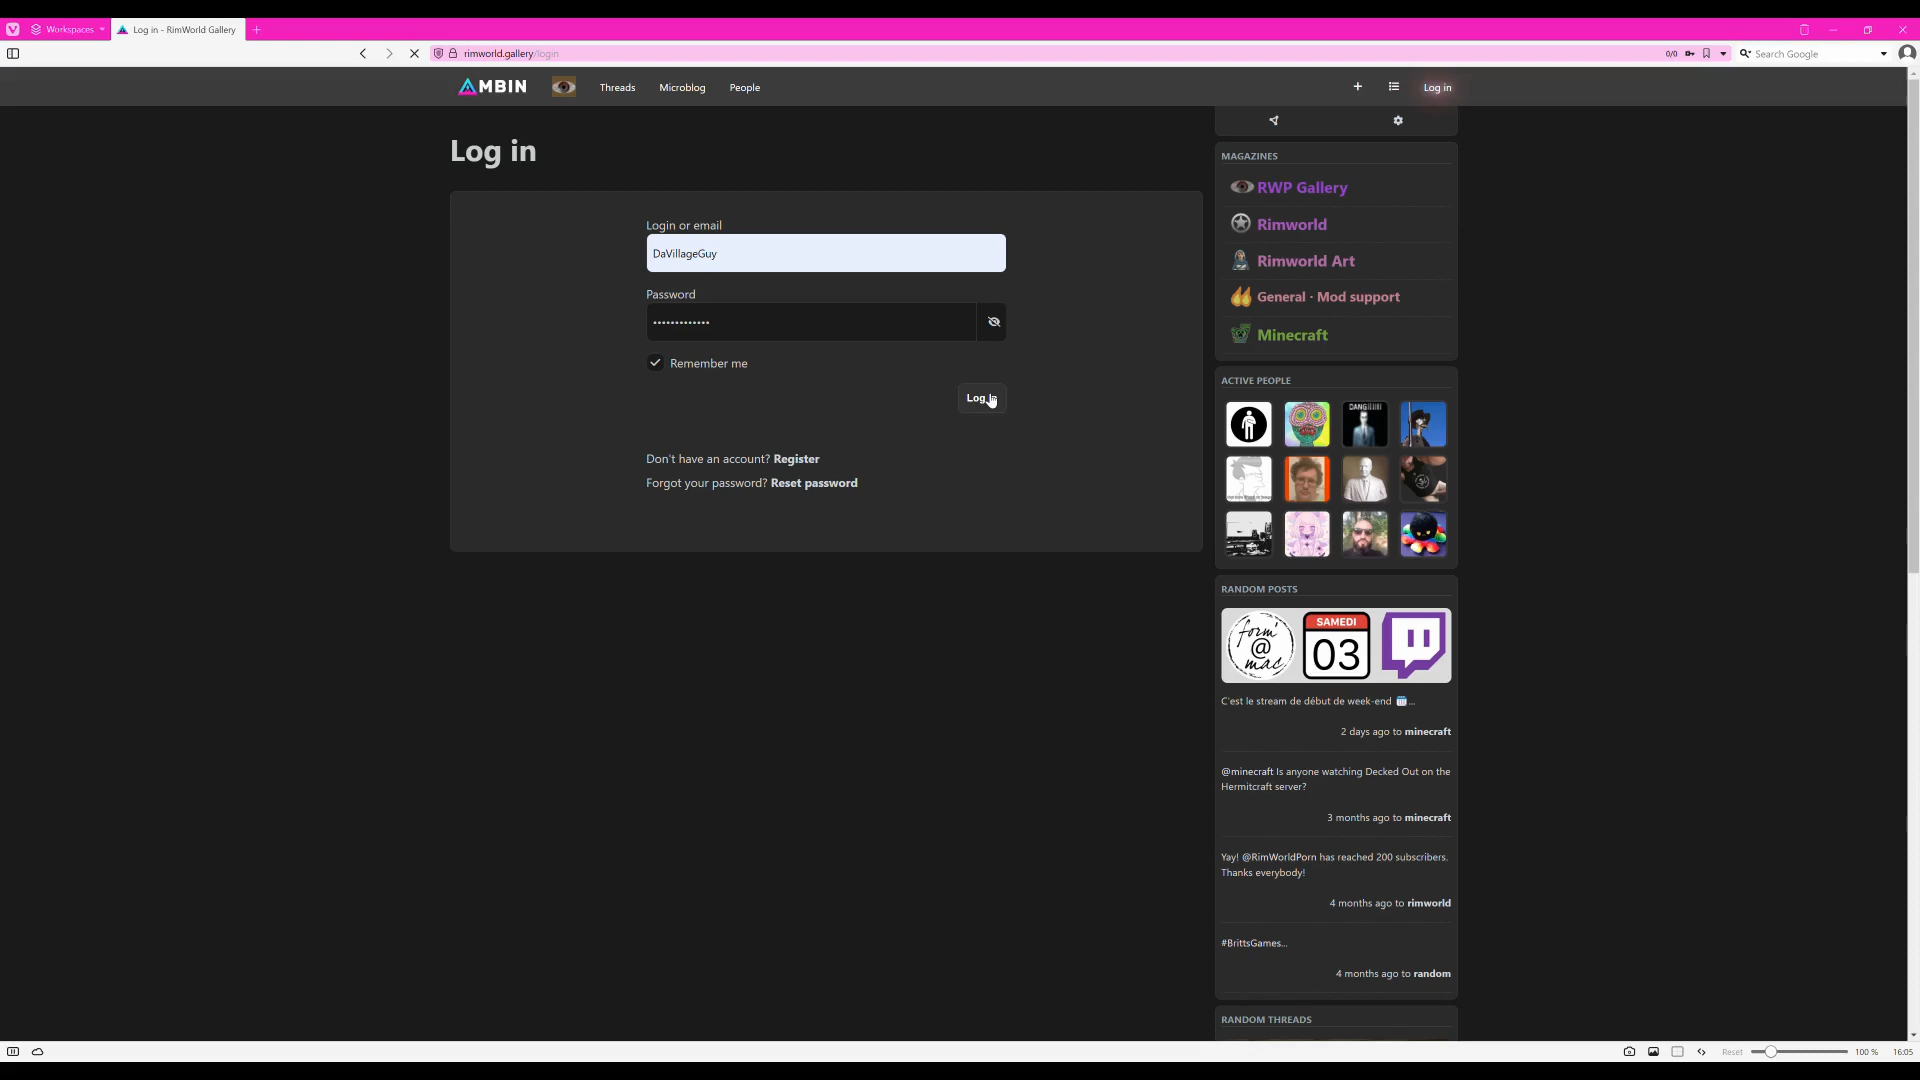 Workspaces
Log in - RimWorld Gallery
rimworld.gallery/login
0/0
Search Google
MBIN
Threads
Microblog
People
Log in
Log in
Login or email
DaVillageGuy
Password
Remember me
Log in
Don't have an account? Register
Forgot your password? Reset password
MAGAZINES
RWP Gallery
Rimworld
Rimworld Art
General · Mod support
Minecraft
ACTIVE PEOPLE
DANG
RANDOM POSTS
form'
@
mac
SAMEDI
03
C'est le stream de début de week-end 🗓️...
2 days ago to minecraft
@minecraft Is anyone watching Decked Out on the
Hermitcraft server?
3 months ago to minecraft
Yay! @RimWorldPorn has reached 200 subscribers.
Thanks everybody!
4 months ago to rimworld
#BrittsGames...
4 months ago to random
RANDOM THREADS
Reset
100 %
16:05